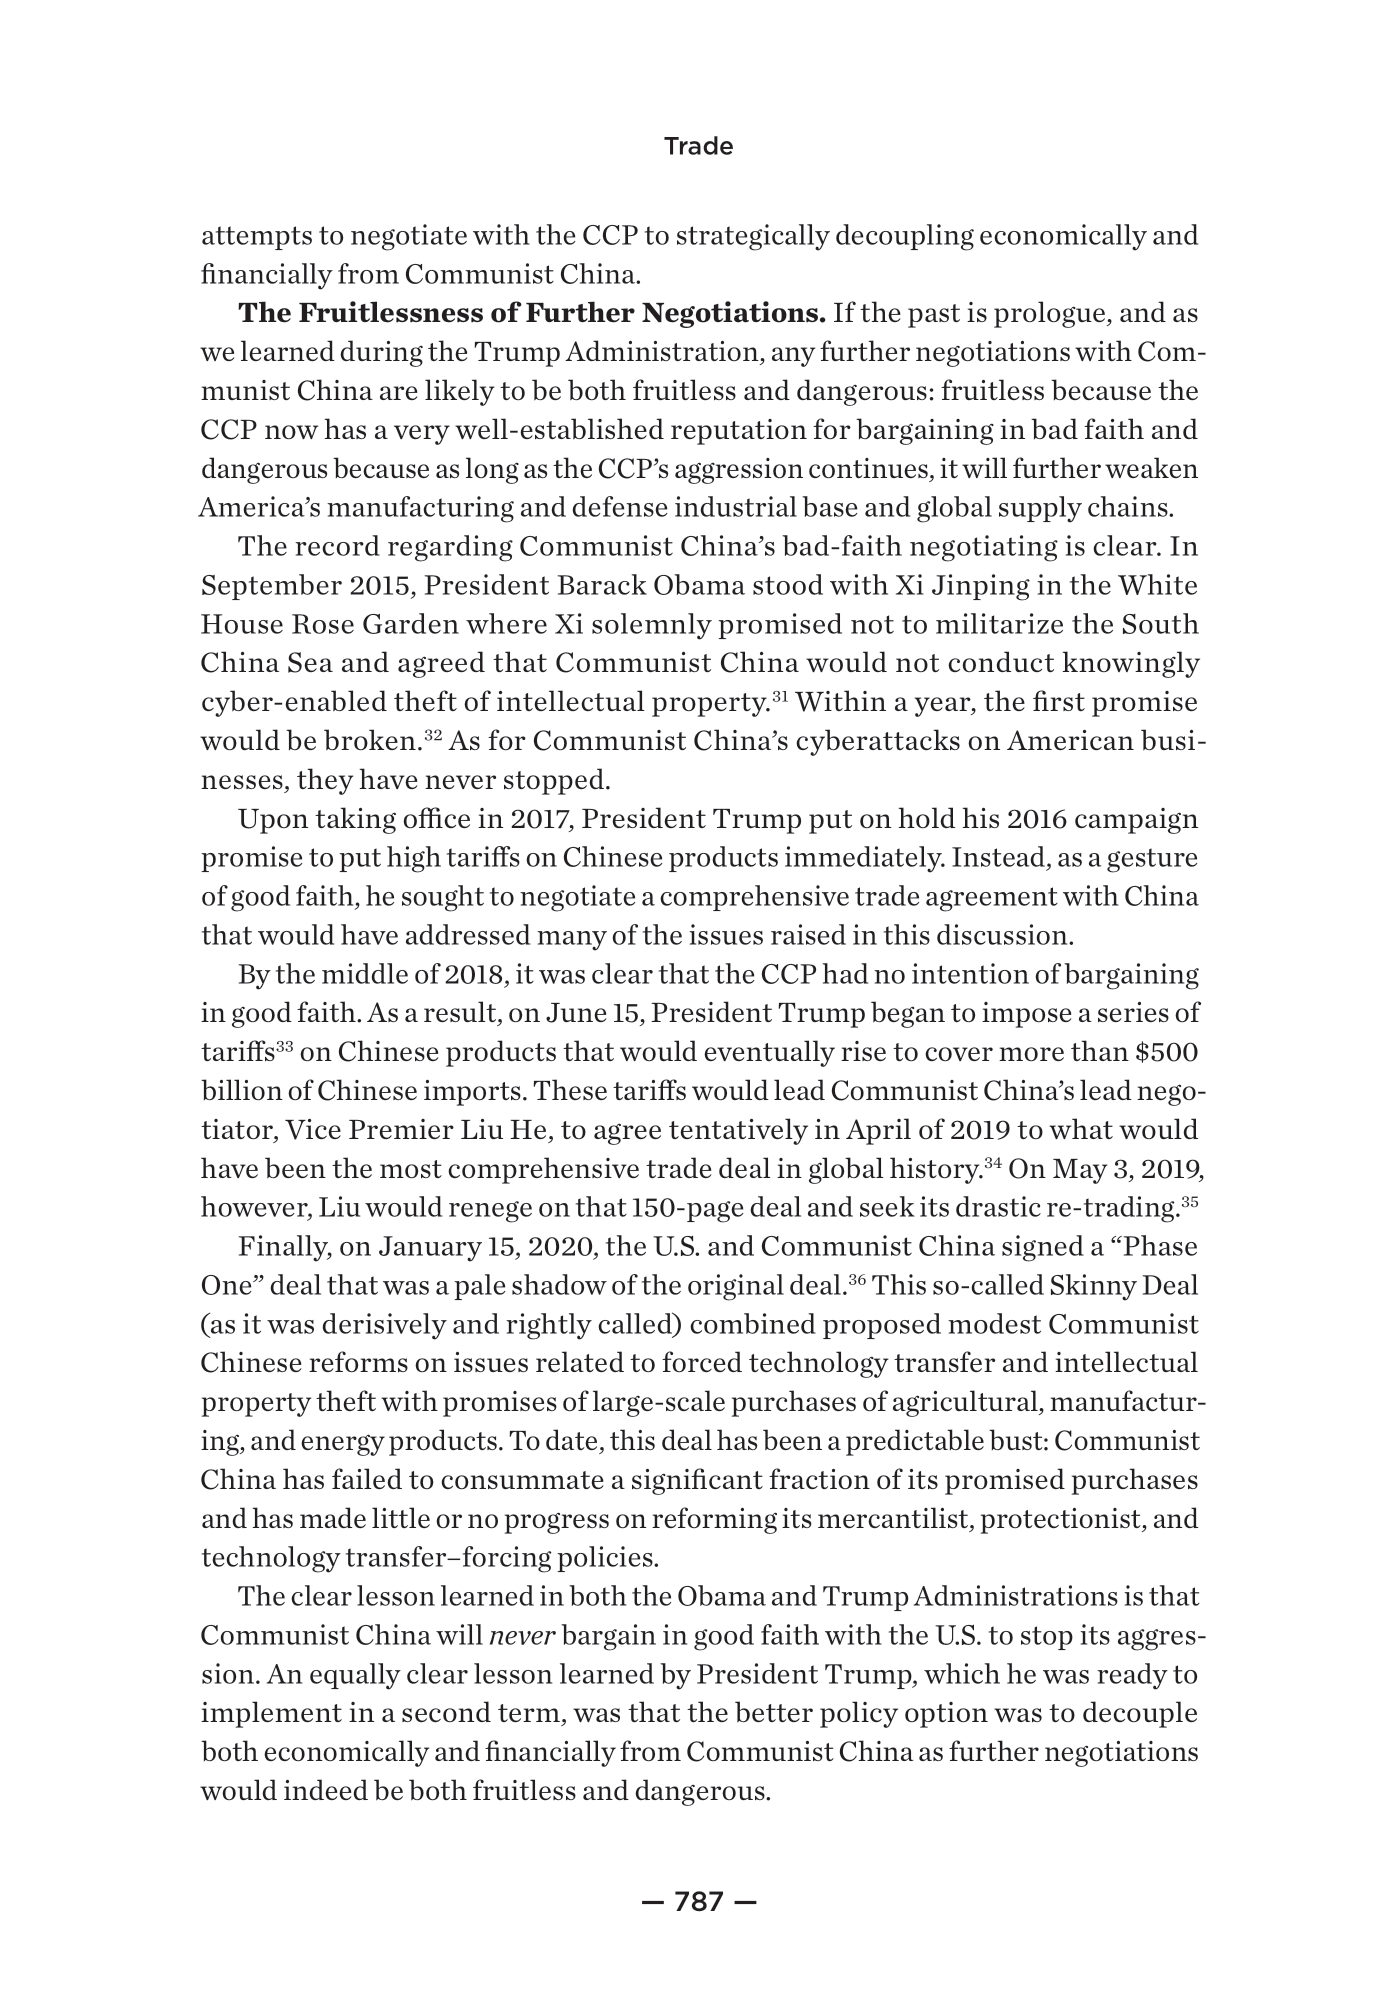 Trade
attempts to negotiate with the CCP to strategically decoupling economically and
financially from Communist China.
The Fruitlessness of Further Negotiations. If the past is prologue, and as
we learned during the Trump Administration, any further negotiations with Com-
munist China are likely to be both fruitless and dangerous: fruitless because the
CCP now has a very well-established reputation for bargaining in bad faith and
dangerous because as long as the CCP’s aggression continues, it will further weaken
America’s manufacturing and defense industrial base and global supply chains.
The record regarding Communist China’s bad-faith negotiating is clear. In
September 2015, President Barack Obama stood with Xi Jinping in the White
House Rose Garden where Xi solemnly promised not to militarize the South
China Sea and agreed that Communist China would not conduct knowingly
cyber-enabled theft of intellectual property.³¹ Within a year, the first promise
would be broken.³² As for Communist China’s cyberattacks on American busi-
nesses, they have never stopped.
Upon taking office in 2017, President Trump put on hold his 2016 campaign
promise to put high tariffs on Chinese products immediately. Instead, as a gesture
of good faith, he sought to negotiate a comprehensive trade agreement with China
that would have addressed many of the issues raised in this discussion.
By the middle of 2018, it was clear that the CCP had no intention of bargaining
in good faith. As a result, on June 15, President Trump began to impose a series of
tariffs³³ on Chinese products that would eventually rise to cover more than $500
billion of Chinese imports. These tariffs would lead Communist China’s lead nego-
tiator, Vice Premier Liu He, to agree tentatively in April of 2019 to what would
have been the most comprehensive trade deal in global history.³⁴ On May 3, 2019,
however, Liu would renege on that 150-page deal and seek its drastic re-trading.³⁵
Finally, on January 15, 2020, the U.S. and Communist China signed a “Phase
One” deal that was a pale shadow of the original deal.³⁶ This so-called Skinny Deal
(as it was derisively and rightly called) combined proposed modest Communist
Chinese reforms on issues related to forced technology transfer and intellectual
property theft with promises of large-scale purchases of agricultural, manufactur-
ing, and energy products. To date, this deal has been a predictable bust: Communist
China has failed to consummate a significant fraction of its promised purchases
and has made little or no progress on reforming its mercantilist, protectionist, and
technology transfer–forcing policies.
The clear lesson learned in both the Obama and Trump Administrations is that
Communist China will never bargain in good faith with the U.S. to stop its aggres-
sion. An equally clear lesson learned by President Trump, which he was ready to
implement in a second term, was that the better policy option was to decouple
both economically and financially from Communist China as further negotiations
would indeed be both fruitless and dangerous.
— 787 —